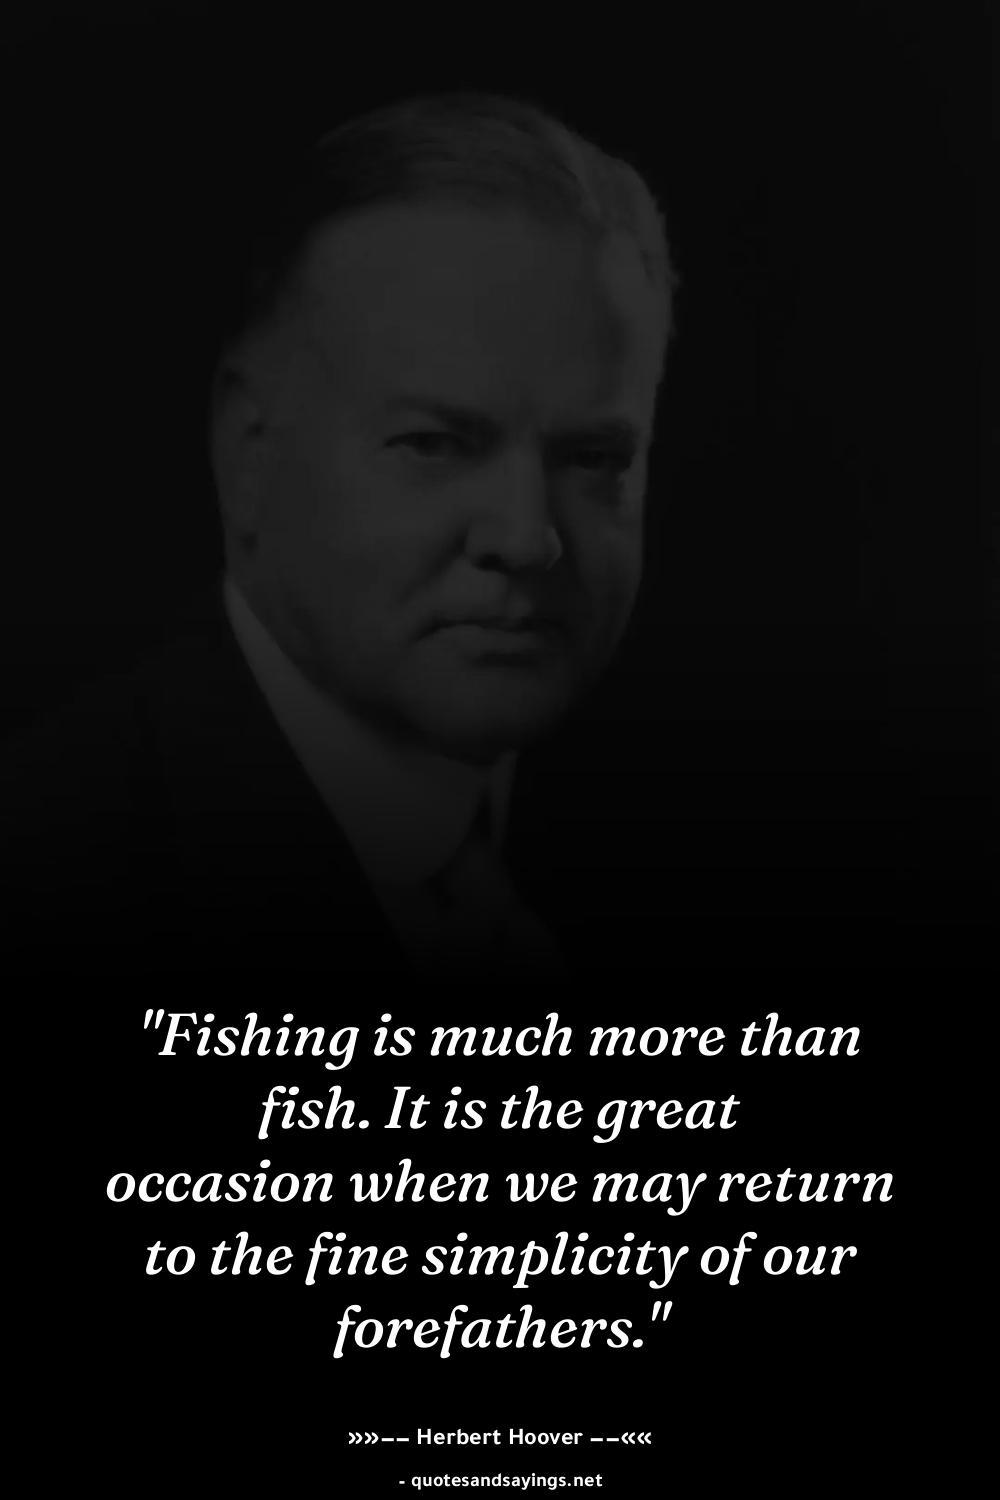 "Fishing is much more than
fish. It is the great
occasion when we may return
to the fine simplicity of our
forefathers."
»»–– Herbert Hoover ––««
- quotesandsayings.net